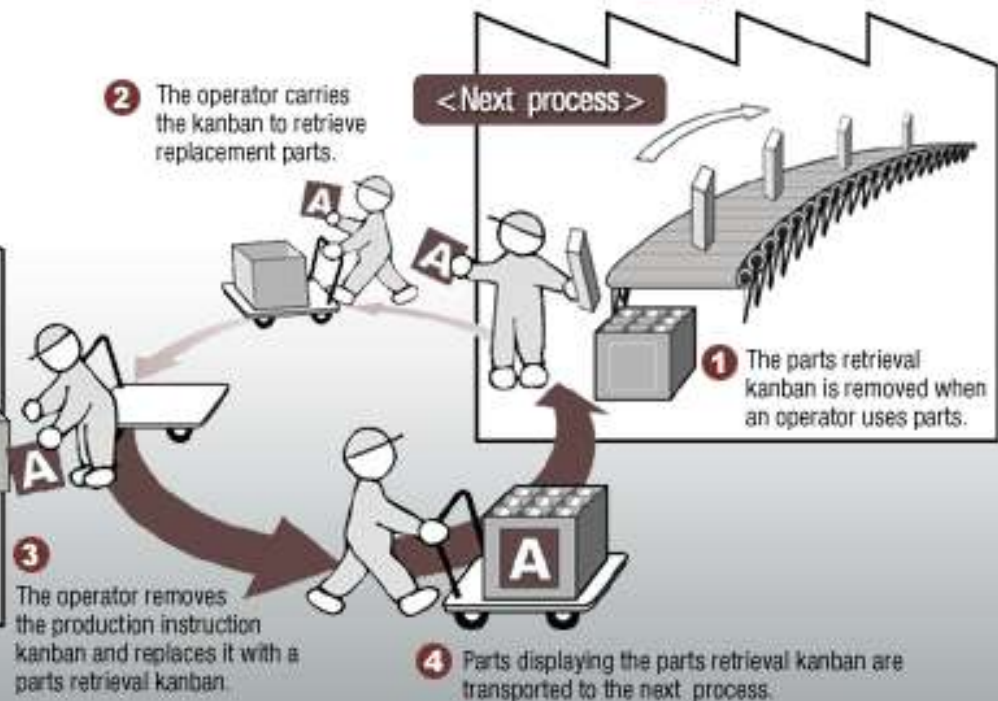 <Next process>
1 The parts retrieval
kanban is removed when
an operator uses parts.
2 The operator carries
the kanban to retrieve
replacement parts.
A
A
A
3
The operator removes
the production instruction
kanban and replaces it with a
parts retrieval kanban.
A
4 Parts displaying the parts retrieval kanban are
transported to the next process.